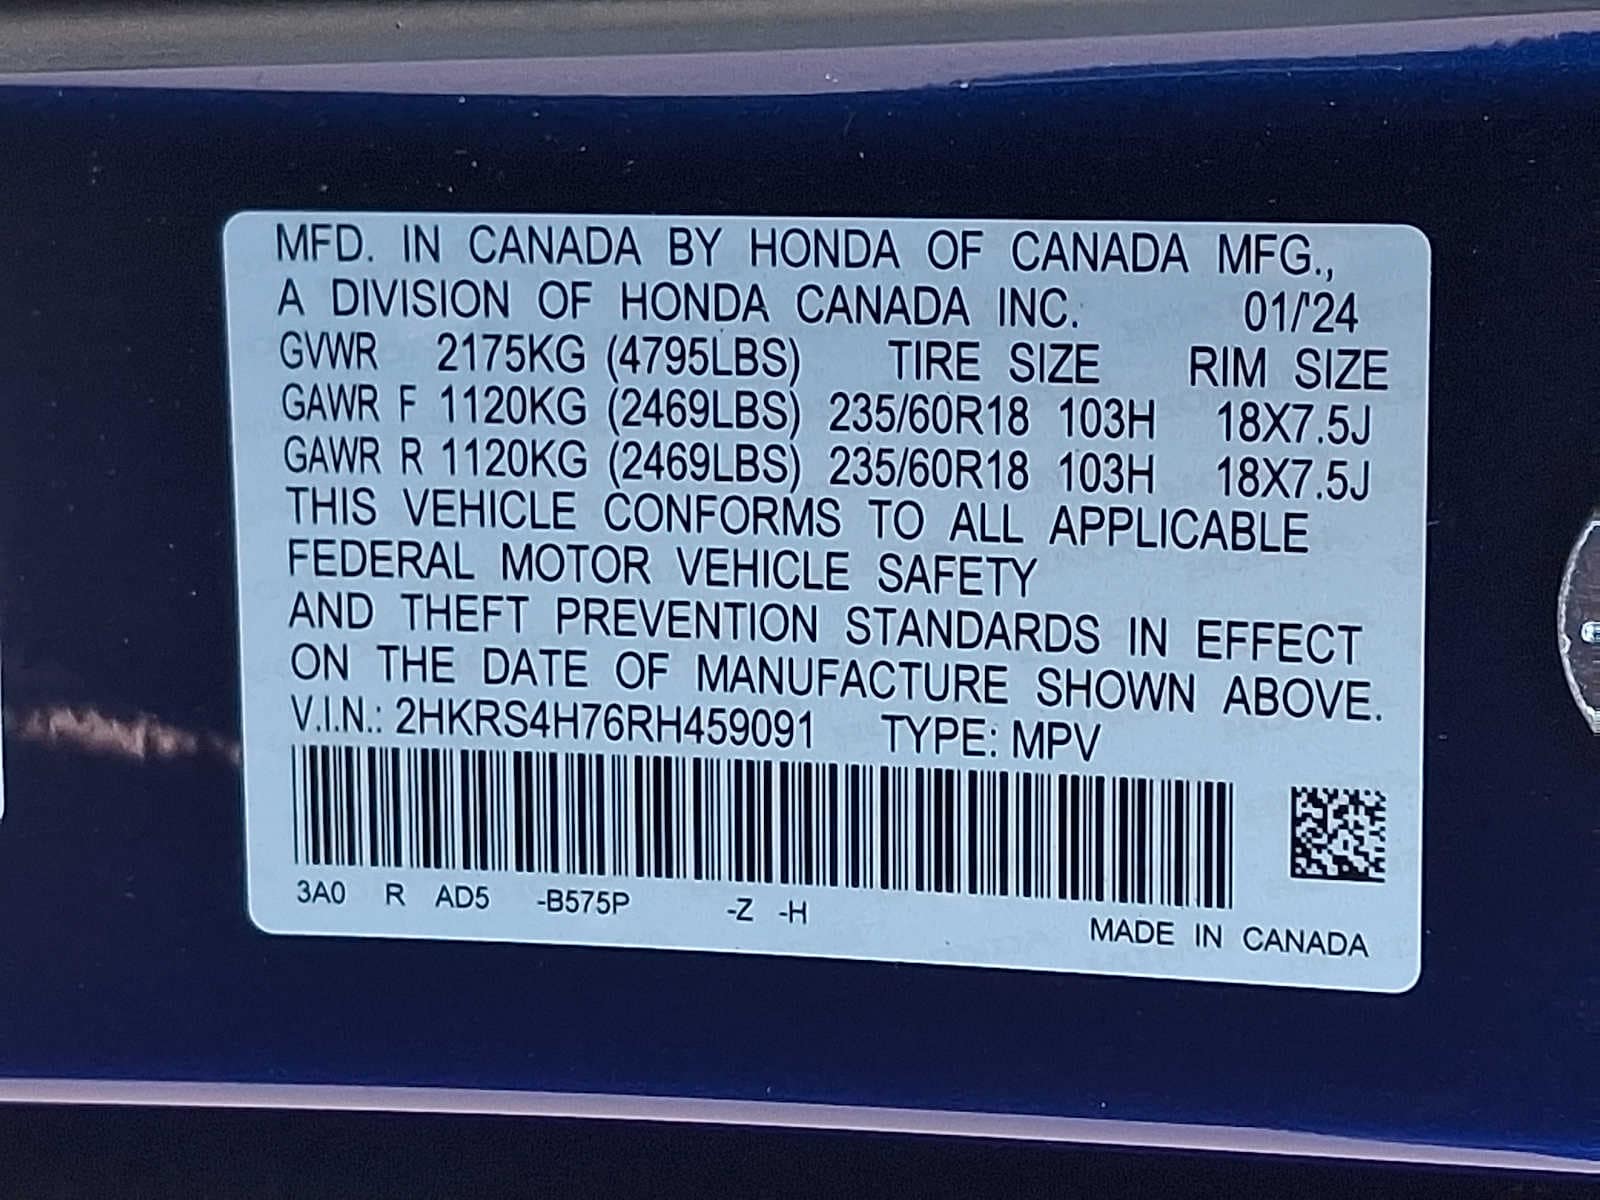 MFD. IN CANADA BY HONDA OF CANADA MFG.,
A DIVISION OF HONDA CANADA INC. 01/'24
GVWR 2175KG (4795LBS) TIRE SIZE RIM SIZE
GAWR F 1120KG (2469LBS) 235/60R18 103H 18X7.5J
GAWR R 1120KG (2469LBS) 235/60R18 103H 18X7.5J
THIS VEHICLE CONFORMS TO ALL APPLICABLE
FEDERAL MOTOR VEHICLE SAFETY
AND THEFT PREVENTION STANDARDS IN EFFECT
ON THE DATE OF MANUFACTURE SHOWN ABOVE.
V.I.N.: 2HKRS4H76RH459091 TYPE: MPV
3A0 R AD5 -B575P -Z -H
MADE IN CANADA